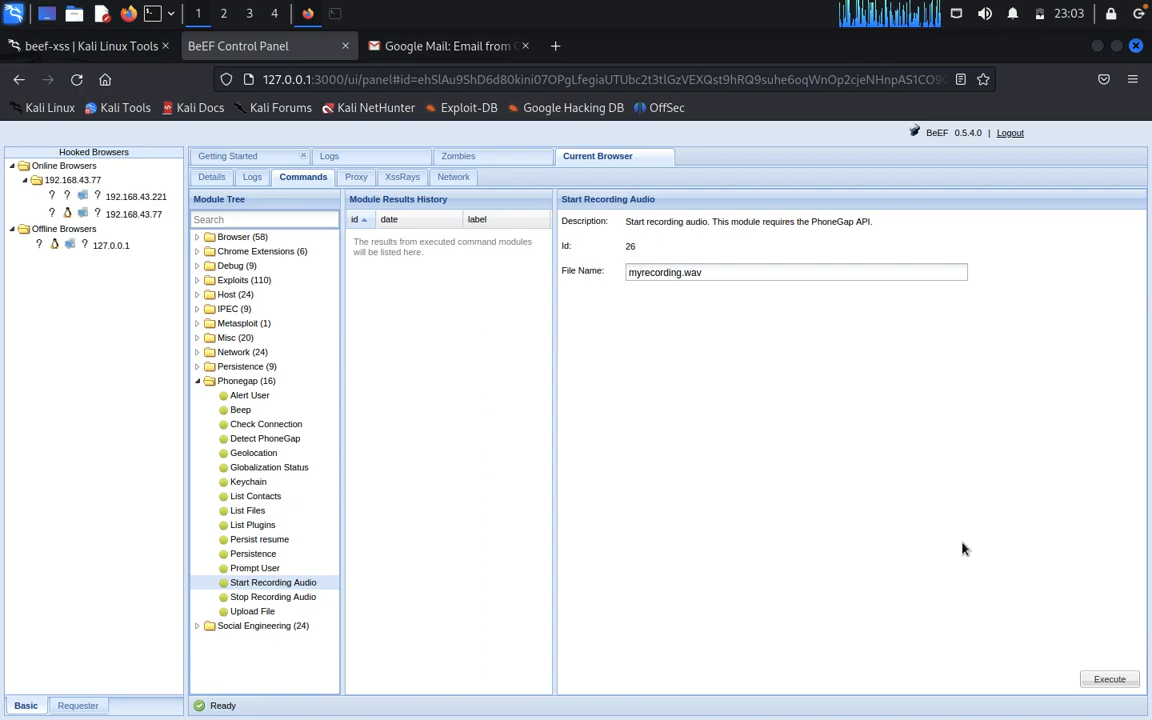 1 2 3 4 23:03
beef-xss | Kali Linux Tools × BeEF Control Panel × Google Mail: Email from G × +
127.0.0.1:3000/ui/panel#id=ehSlAu9ShD6d80kini07OPgLfegiaUTUbc2t3tlGzVEXQst9hRQ9suhe6oqWnOp2cjeNHnpAS1CO9C
Kali Linux Kali Tools Kali Docs Kali Forums Kali NetHunter Exploit-DB Google Hacking DB OffSec
BeEF 0.5.4.0 | Logout
Hooked Browsers
Getting Started Logs Zombies Current Browser
Online Browsers
192.168.43.77
? ? ? 192.168.43.221
? ? 192.168.43.77
Offline Browsers
? ? 127.0.0.1
Details Logs Commands Proxy XssRays Network
Module Tree
Search
Browser (58)
Chrome Extensions (6)
Debug (9)
Exploits (110)
Host (24)
IPEC (9)
Metasploit (1)
Misc (20)
Network (24)
Persistence (9)
Phonegap (16)
Alert User
Beep
Check Connection
Detect PhoneGap
Geolocation
Globalization Status
Keychain
List Contacts
List Files
List Plugins
Persist resume
Persistence
Prompt User
Start Recording Audio
Stop Recording Audio
Upload File
Social Engineering (24)
Module Results History
id date label
The results from executed command modules
will be listed here.
Start Recording Audio
Description: Start recording audio. This module requires the PhoneGap API.
Id: 26
File Name: myrecording.wav
Execute
Basic Requester
Ready